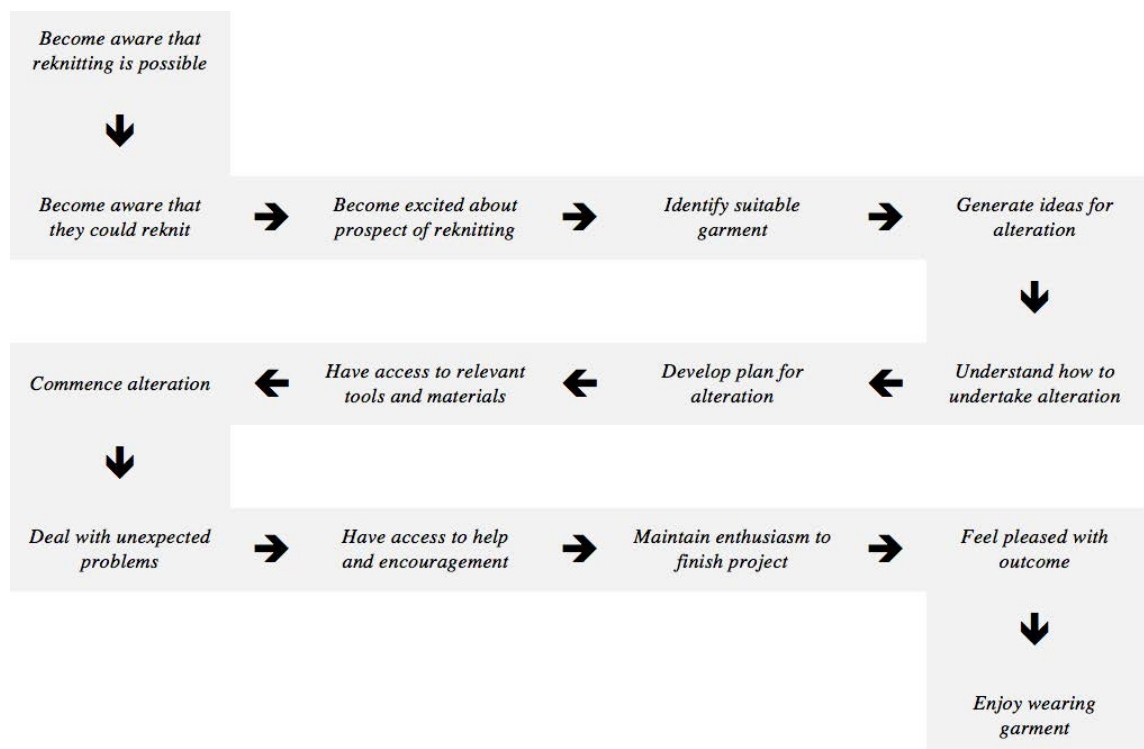 Become aware that
reknitting is possible
Become aware that
they could reknit
Become excited about
prospect of reknitting
Identify suitable
garment
Generate ideas for
alteration
Understand how to
undertake alteration
Develop plan for
alteration
Have access to relevant
tools and materials
Commence alteration
Deal with unexpected
problems
Have access to help
and encouragement
Maintain enthusiasm to
finish project
Feel pleased with
outcome
Enjoy wearing
garment